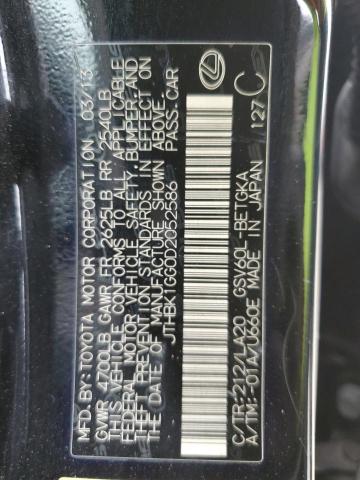 MFD. BY: TOYOTA MOTOR CORPORATION 03/13
GVWR 4700LB GAWR FR 2625LB RR 2540LB
THIS VEHICLE CONFORMS TO ALL APPLICABLE
FEDERAL MOTOR VEHICLE SAFETY, BUMPER, AND
THEFT PREVENTION STANDARDS IN EFFECT ON
THE DATE OF MANUFACTURE SHOWN ABOVE.
JTHBK1GG0D2052586 PASS.CAR
C/TR: 212/LA20 GSV60L-BETGKA
A/TM: -01A/U660E MADE IN JAPAN 127 C